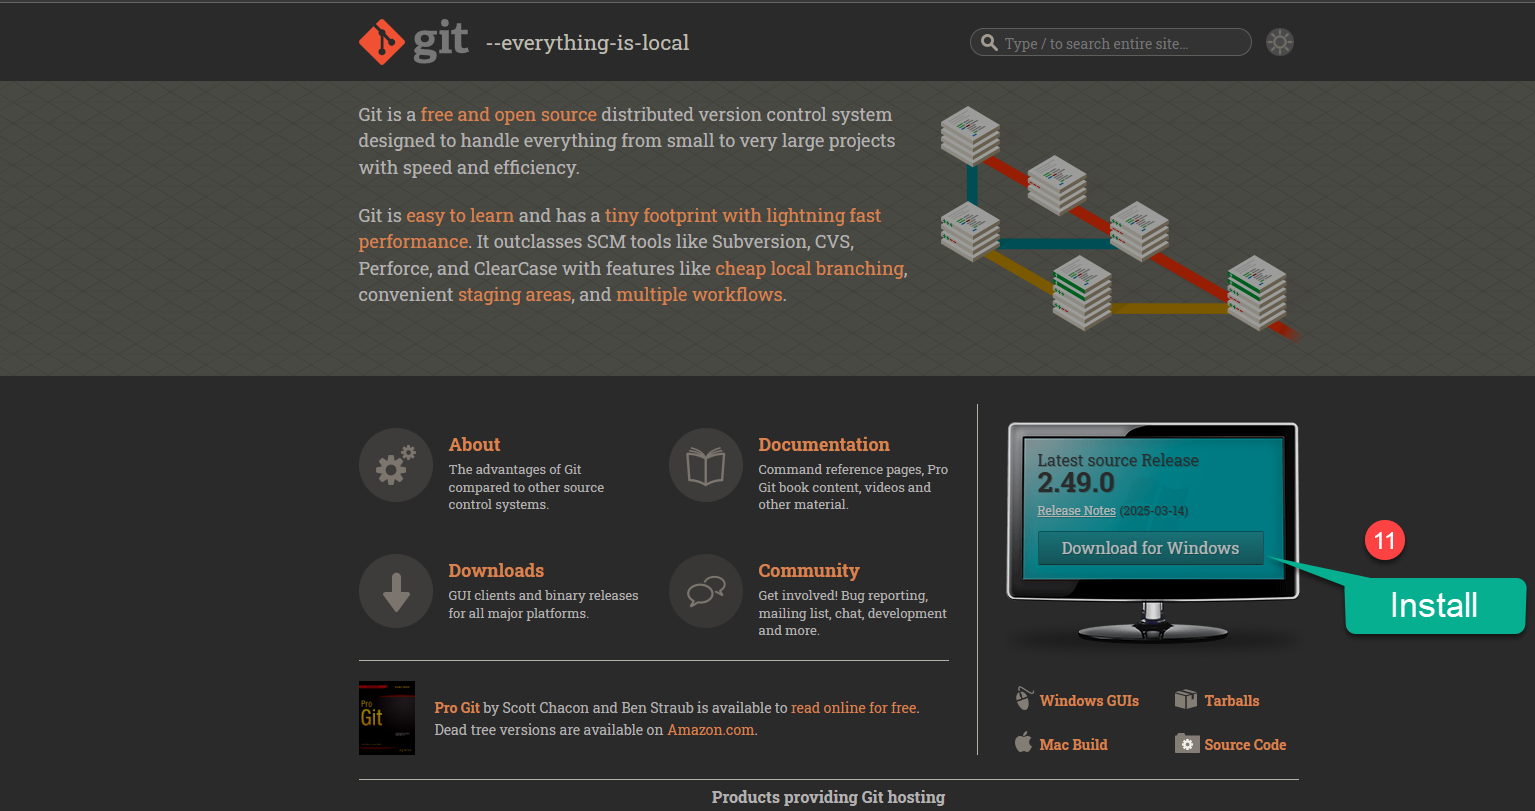 git --everything-is-local
Type / to search entire site...
Git is a free and open source distributed version control system
designed to handle everything from small to very large projects
with speed and efficiency.
Git is easy to learn and has a tiny footprint with lightning fast
performance. It outclasses SCM tools like Subversion, CVS,
Perforce, and ClearCase with features like cheap local branching,
convenient staging areas, and multiple workflows.
About
The advantages of Git
compared to other source
control systems.
Documentation
Command reference pages, Pro
Git book content, videos and
other material.
Downloads
GUI clients and binary releases
for all major platforms.
Community
Get involved! Bug reporting,
mailing list, chat, development
and more.
Pro
Git
Pro Git by Scott Chacon and Ben Straub is available to read online for free.
Dead tree versions are available on Amazon.com.
Latest source Release
2.49.0
Release Notes (2025-03-14)
Download for Windows
11
Install
Windows GUIs
Tarballs
Mac Build
Source Code
Products providing Git hosting